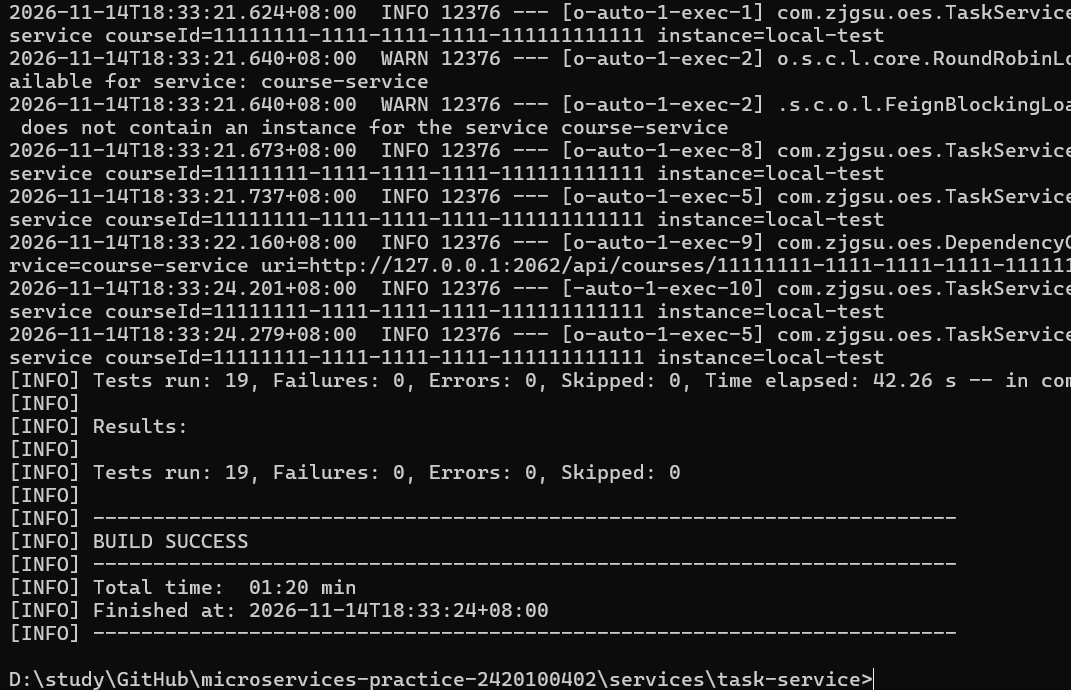 2026-11-14T18:33:21.624+08:00  INFO 12376 --- [o-auto-1-exec-1] com.zjgsu.oes.TaskService
service courseId=11111111-1111-1111-1111-111111111111 instance=local-test
2026-11-14T18:33:21.640+08:00  WARN 12376 --- [o-auto-1-exec-2] o.s.c.l.core.RoundRobinLo
ailable for service: course-service
2026-11-14T18:33:21.640+08:00  WARN 12376 --- [o-auto-1-exec-2] .s.c.o.l.FeignBlockingLoa
 does not contain an instance for the service course-service
2026-11-14T18:33:21.673+08:00  INFO 12376 --- [o-auto-1-exec-8] com.zjgsu.oes.TaskService
service courseId=11111111-1111-1111-1111-111111111111 instance=local-test
2026-11-14T18:33:21.737+08:00  INFO 12376 --- [o-auto-1-exec-5] com.zjgsu.oes.TaskService
service courseId=11111111-1111-1111-1111-111111111111 instance=local-test
2026-11-14T18:33:22.160+08:00  INFO 12376 --- [o-auto-1-exec-9] com.zjgsu.oes.DependencyC
rvice=course-service uri=http://127.0.0.1:2062/api/courses/11111111-1111-1111-1111-111111
2026-11-14T18:33:24.201+08:00  INFO 12376 --- [-auto-1-exec-10] com.zjgsu.oes.TaskService
service courseId=11111111-1111-1111-1111-111111111111 instance=local-test
2026-11-14T18:33:24.279+08:00  INFO 12376 --- [o-auto-1-exec-5] com.zjgsu.oes.TaskService
service courseId=11111111-1111-1111-1111-111111111111 instance=local-test
[INFO] Tests run: 19, Failures: 0, Errors: 0, Skipped: 0, Time elapsed: 42.26 s -- in com
[INFO]
[INFO] Results:
[INFO]
[INFO] Tests run: 19, Failures: 0, Errors: 0, Skipped: 0
[INFO]
[INFO] ------------------------------------------------------------------------
[INFO] BUILD SUCCESS
[INFO] ------------------------------------------------------------------------
[INFO] Total time:  01:20 min
[INFO] Finished at: 2026-11-14T18:33:24+08:00
[INFO] ------------------------------------------------------------------------
D:\study\GitHub\microservices-practice-2420100402\services\task-service>